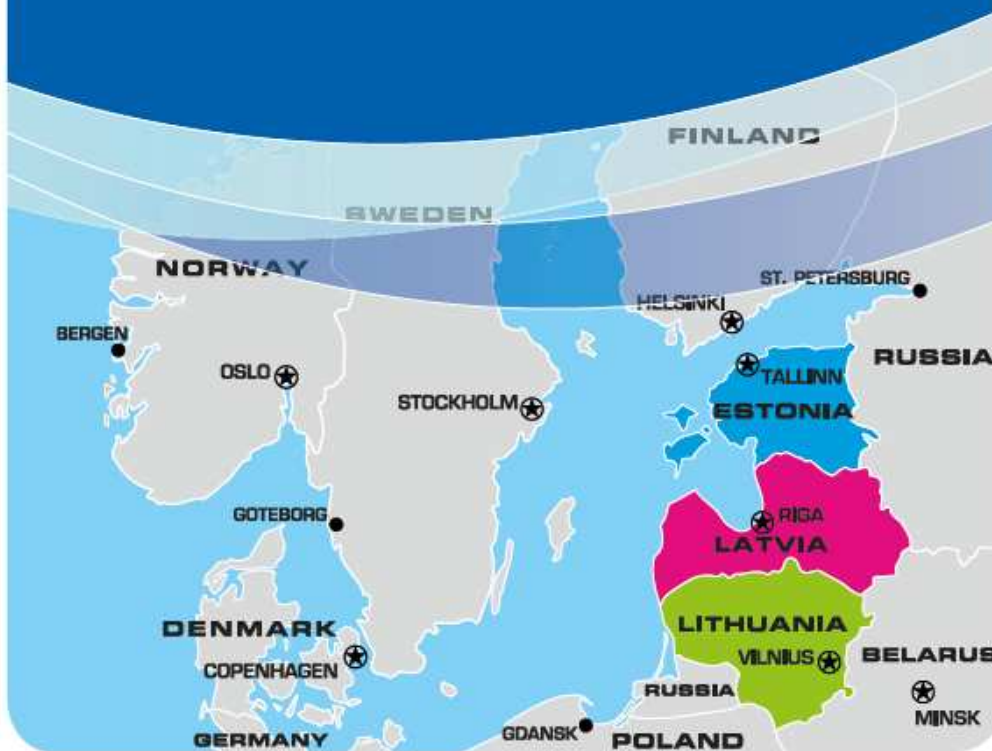 FINLAND
SWEDEN
NORWAY
ST. PETERSBURG
HELSINKI
BERGEN
RUSSIA
OSLO
TALLINN
STOCKHOLM
ESTONIA
GOTEBORG
RIGA
LATVIA
DENMARK
LITHUANIA
COPENHAGEN
VILNIUS
BELARUS
RUSSIA
MINSK
GDANSK
GERMANY
POLAND